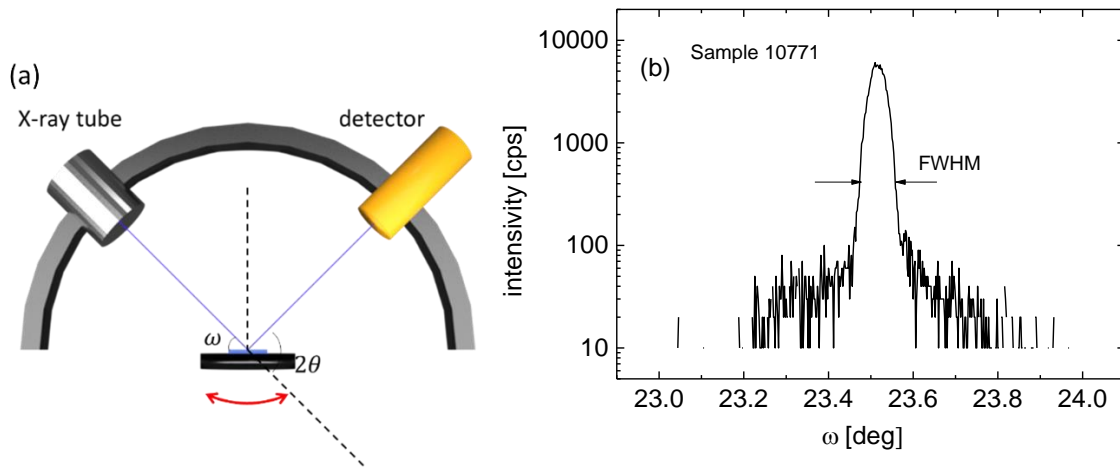 (a)
X-ray tube
detector
ω
2θ
(b)
Sample 10771
FWHM
intensivity [cps]
10000
1000
100
10
23.0 23.2 23.4 23.6 23.8 24.0
ω [deg]